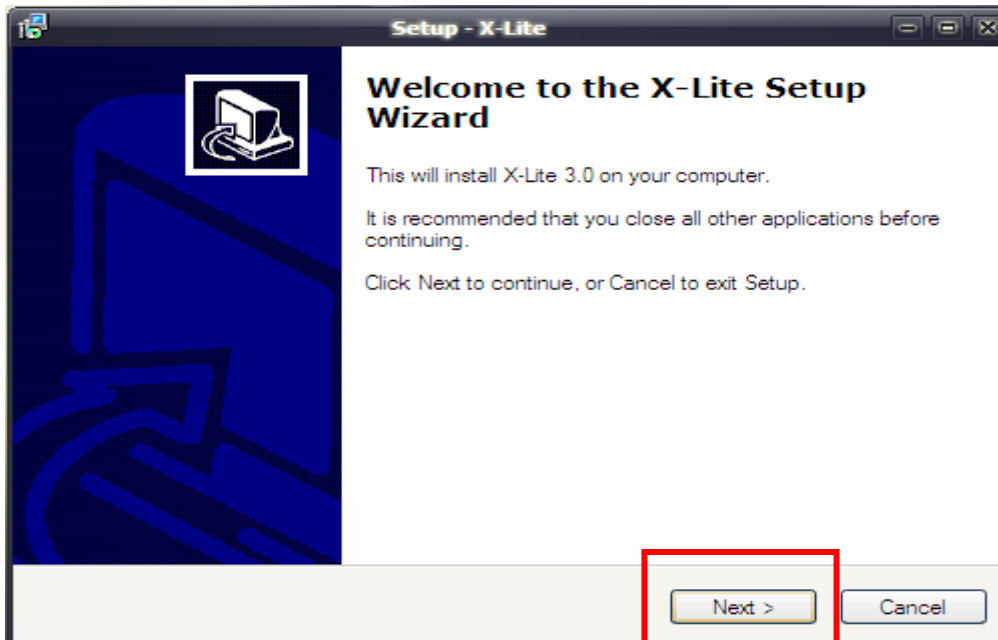 Setup - X-Lite
Welcome to the X-Lite Setup
Wizard
This will install X-Lite 3.0 on your computer.
It is recommended that you close all other applications before
continuing.
Click Next to continue, or Cancel to exit Setup.
Next >
Cancel